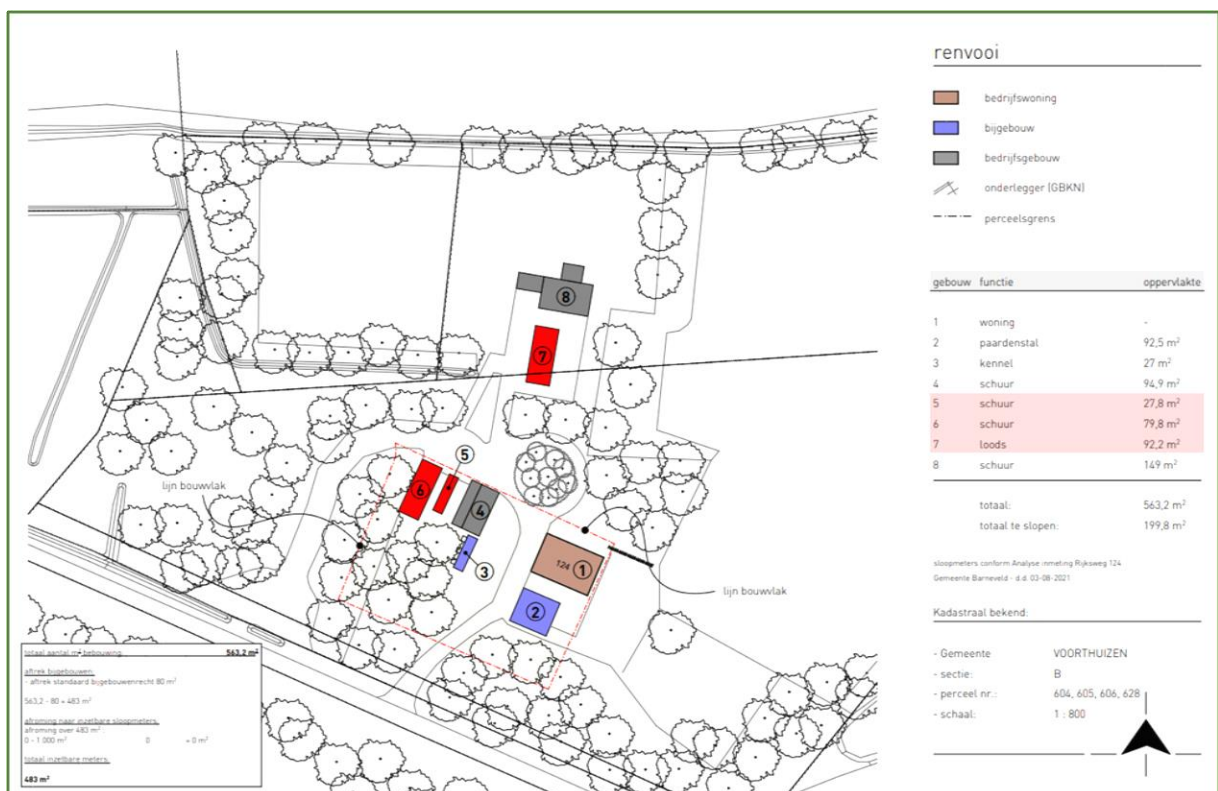 renvooi
bedrijfswoning
bijgebouw
bedrijfsgebouw
onderlegger (GBKN)
perceelsgrens
gebouw functie oppervlakte
1 woning -
2 paardenstal 92,5 m²
3 kennel 27 m²
4 schuur 94,9 m²
5 schuur 27,8 m²
6 schuur 79,8 m²
7 loods 92,2 m²
8 schuur 149 m²
totaal: 563,2 m²
totaal te slopen: 199,8 m²
sloopmeters conform Analyse inmeting Rijksweg 124
Gemeente Barneveld - d.d. 03-08-2021
Kadastraal bekend:
- Gemeente VOORTHUIZEN
- sectie: B
- perceel nr.: 604, 605, 606, 628
- schaal: 1 : 800
8
7
5
6
4
3
124 1
2
lijn bouwvlak
lijn bouwvlak
totaal aantal m² bebouwing: 563,2 m²
aftrek bijgebouwen:
- aftrek standaard bijgebouwenrecht 80 m²
563,2 - 80 = 483 m²
afroming naar inzetbare sloopmeters:
afroming over 483 m² :
0 - 1.000 m² 0 = 0 m²
totaal inzetbare meters:
483 m²